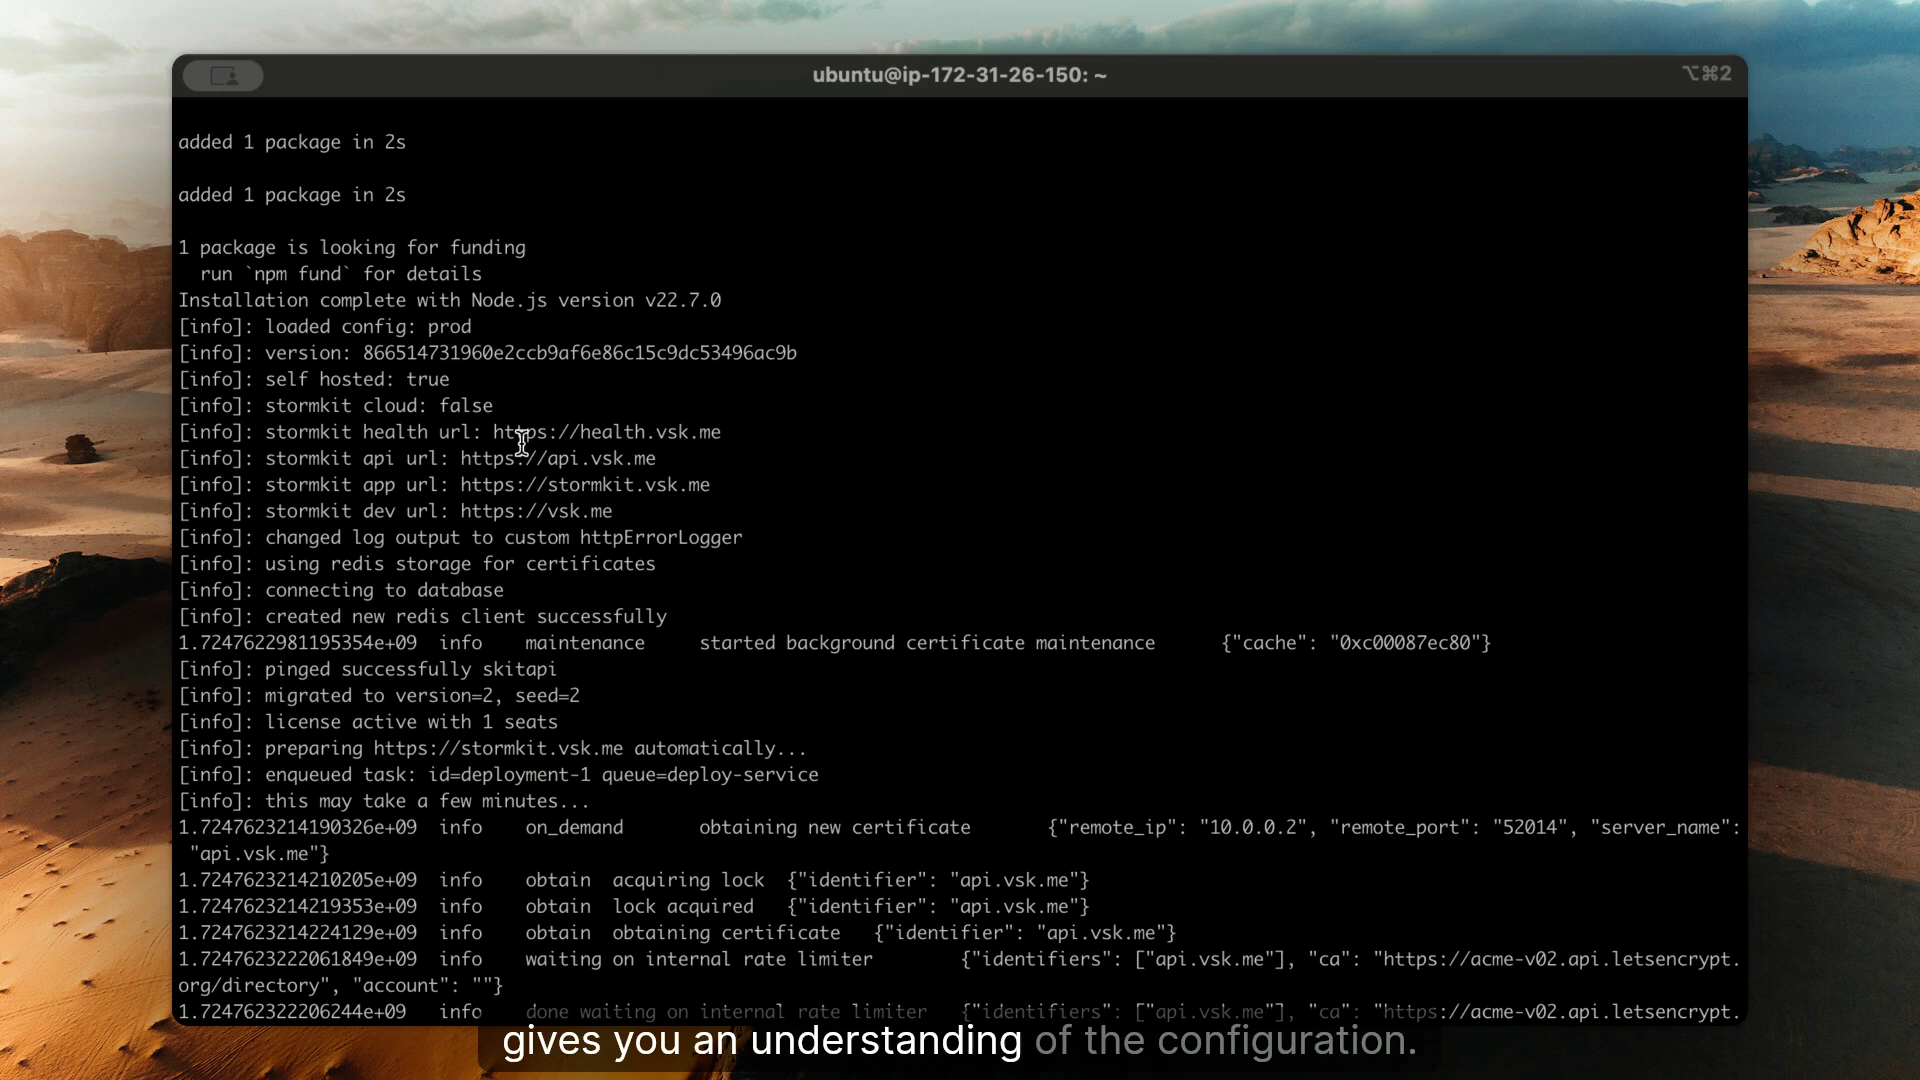 ubuntu@ip-172-31-26-150: ~
⌥⌘2
added 1 package in 2s
added 1 package in 2s
1 package is looking for funding
run `npm fund` for details
Installation complete with Node.js version v22.7.0
[info]: loaded config: prod
[info]: version: 866514731960e2ccb9af6e86c15c9dc53496ac9b
[info]: self hosted: true
[info]: stormkit cloud: false
[info]: stormkit health url: https://health.vsk.me
[info]: stormkit api url: https://api.vsk.me
[info]: stormkit app url: https://stormkit.vsk.me
[info]: stormkit dev url: https://vsk.me
[info]: changed log output to custom httpErrorLogger
[info]: using redis storage for certificates
[info]: connecting to database
[info]: created new redis client successfully
1.7247622981195354e+09 info maintenance started background certificate maintenance {"cache": "0xc00087ec80"}
[info]: pinged successfully skitapi
[info]: migrated to version=2, seed=2
[info]: license active with 1 seats
[info]: preparing https://stormkit.vsk.me automatically...
[info]: enqueued task: id=deployment-1 queue=deploy-service
[info]: this may take a few minutes...
1.7247623214190326e+09 info on_demand obtaining new certificate {"remote_ip": "10.0.0.2", "remote_port": "52014", "server_name":
"api.vsk.me"}
1.7247623214210205e+09 info obtain acquiring lock {"identifier": "api.vsk.me"}
1.7247623214219353e+09 info obtain lock acquired {"identifier": "api.vsk.me"}
1.7247623214224129e+09 info obtain obtaining certificate {"identifier": "api.vsk.me"}
1.7247623222061849e+09 info waiting on internal rate limiter {"identifiers": ["api.vsk.me"], "ca": "https://acme-v02.api.letsencrypt.
org/directory", "account": ""}
1.724762322206244e+09 info done waiting on internal rate limiter {"identifiers": ["api.vsk.me"], "ca": "https://acme-v02.api.letsencrypt.
gives you an understanding of the configuration.